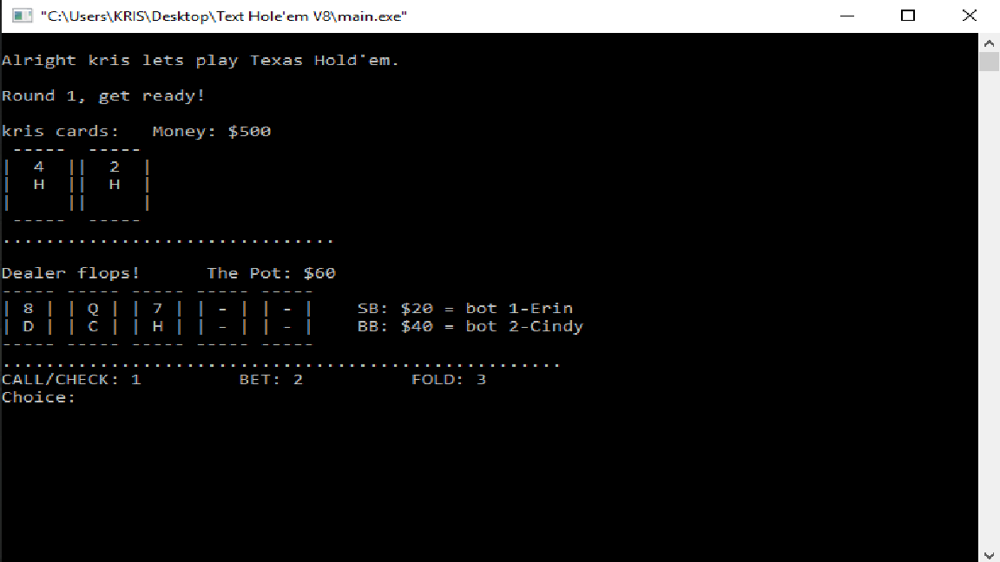 "C:\Users\KRIS\Desktop\Text Hole'em V8\main.exe"
Alright kris lets play Texas Hold'em.
Round 1, get ready!
kris cards:   Money: $500
 -----  -----
|  4  ||  2  |
|  H  ||  H  |
|     ||     |
 -----  -----
...............................
Dealer flops!      The Pot: $60
----- ----- ----- ----- -----
| 8 | | Q | | 7 | | - | | - |    SB: $20 = bot 1-Erin
| D | | C | | H | | - | | - |    BB: $40 = bot 2-Cindy
----- ----- ----- ----- -----
....................................................
CALL/CHECK: 1         BET: 2          FOLD: 3
Choice: